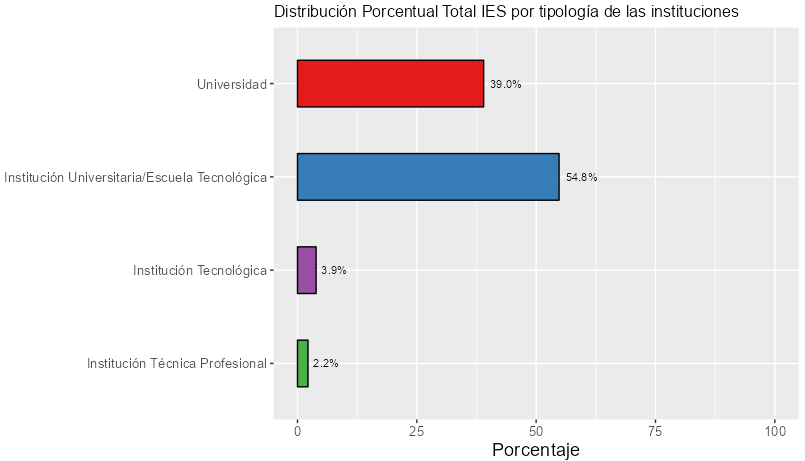 Distribución Porcentual Total IES por tipología de las instituciones
Universidad
39.0%
Institución Universitaria/Escuela Tecnológica
54.8%
Institución Tecnológica
3.9%
Institución Técnica Profesional
2.2%
0 25 50 75 100
Porcentaje